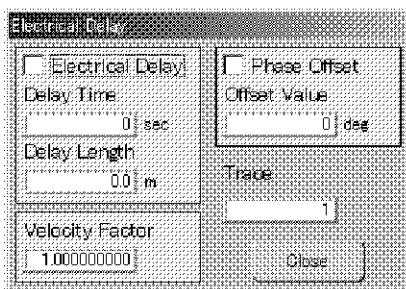 Electrical Delay
Electrical Delay
Delay Time
0 sec
Delay Length
0.0 m
Velocity Factor
1.000000000
Phase Offset
Offset Value
0 deg
Trace
1
Close